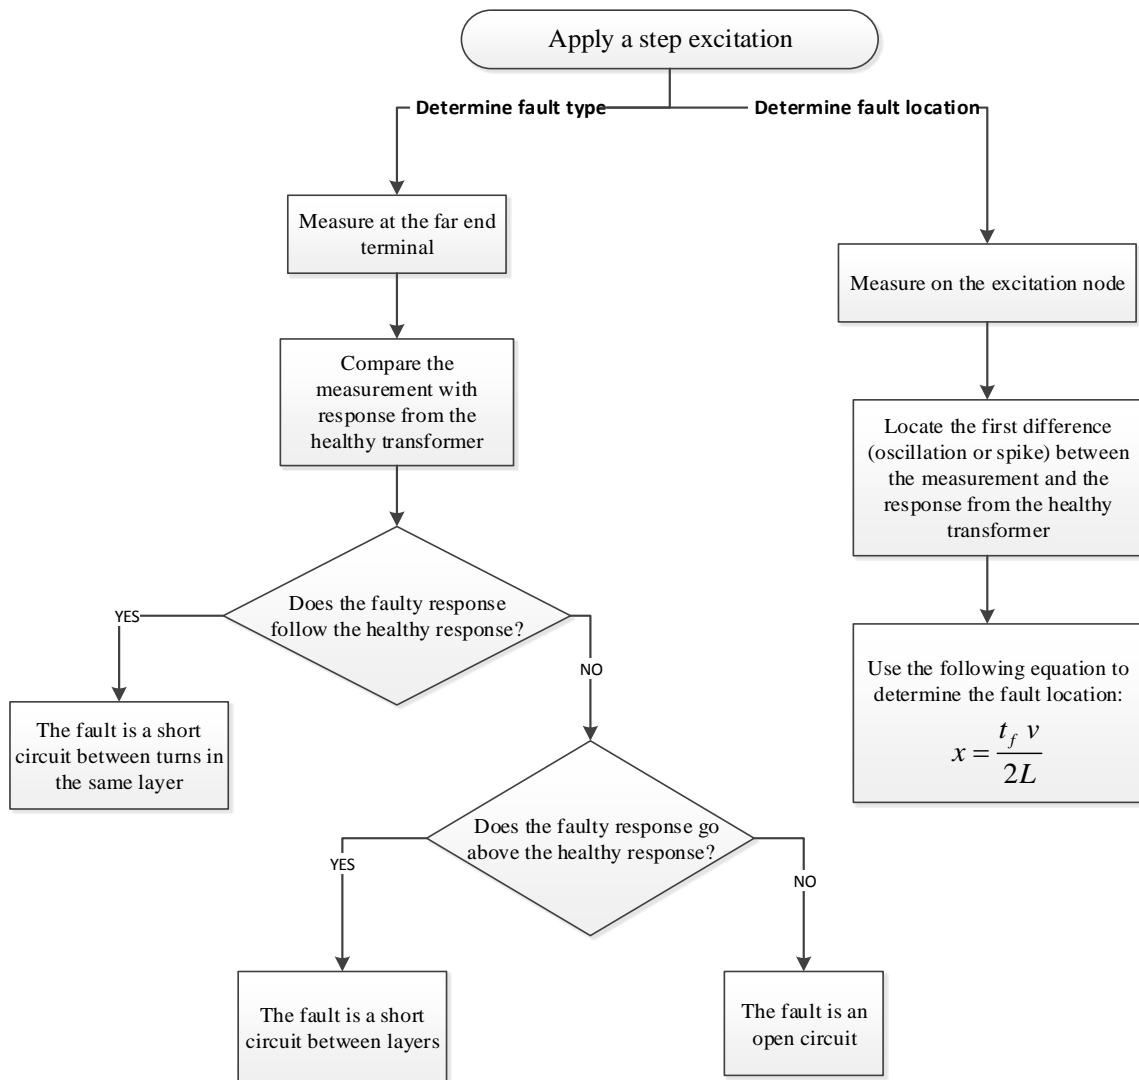 Apply a step excitation
Determine fault type
Determine fault location
Measure at the far end
terminal
Measure on the excitation node
Compare the
measurement with
response from the
healthy transformer
Locate the first difference
(oscillation or spike) between
the measurement and the
response from the healthy
transformer
Does the faulty response
follow the healthy response?
YES
NO
Use the following equation to
determine the fault location:
x = t_f v / 2L
The fault is a short
circuit between turns in
the same layer
Does the faulty response go
above the healthy response?
YES
NO
The fault is a short
circuit between layers
The fault is an
open circuit